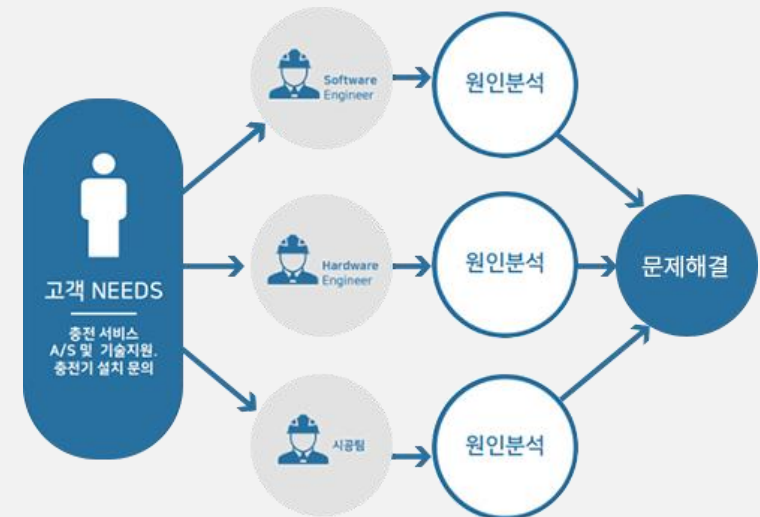 고객 NEEDS
충전 서비스
A/S 및 기술지원.
충전기 설치 문의
Software
Engineer
원인분석
Hardware
Engineer
원인분석
시공팀
원인분석
문제해결